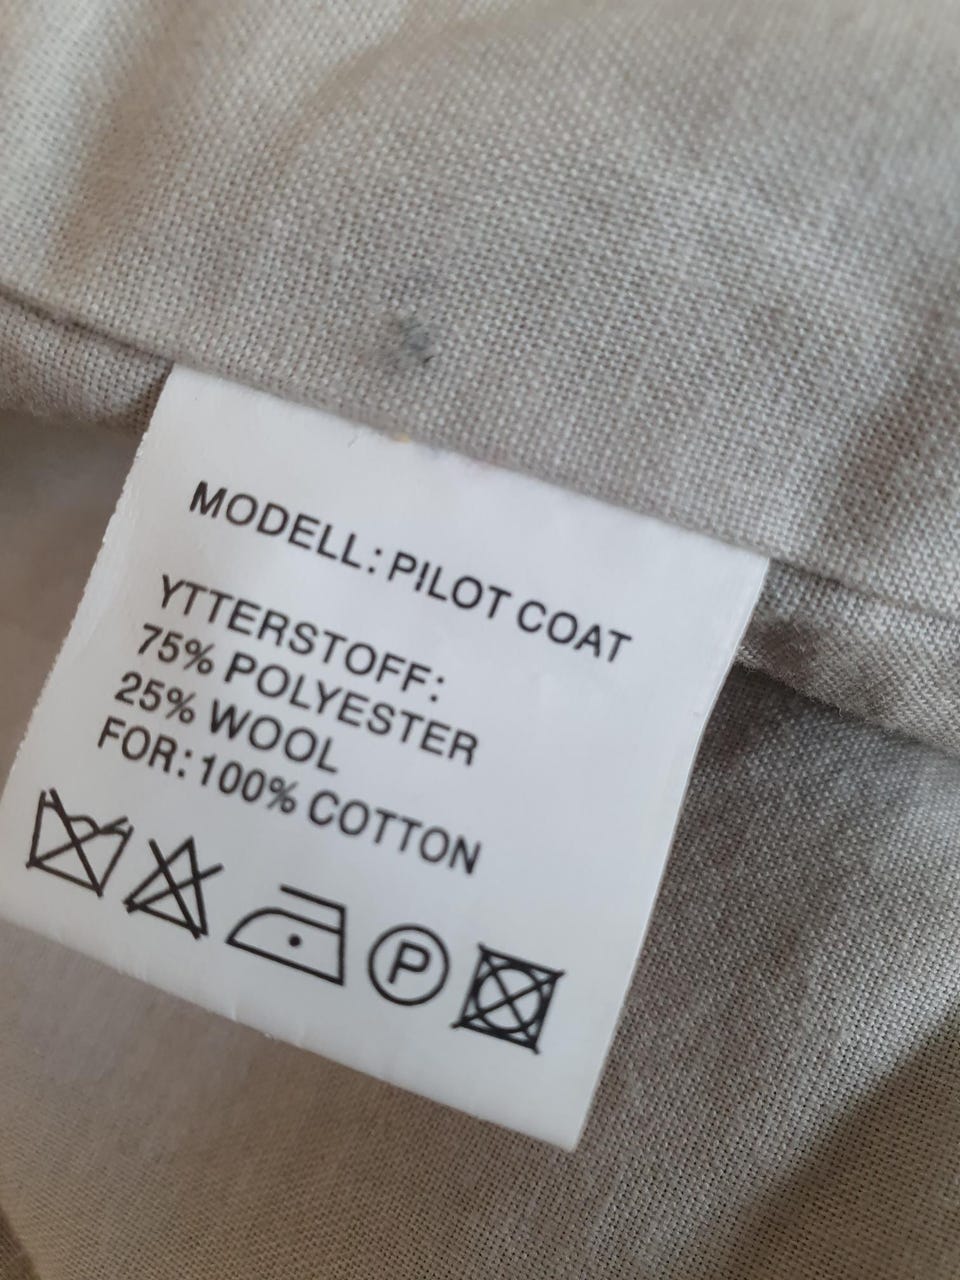 MODELL: PILOT COAT
YTTERSTOFF:
75% POLYESTER
25% WOOL
FOR: 100% COTTON
P